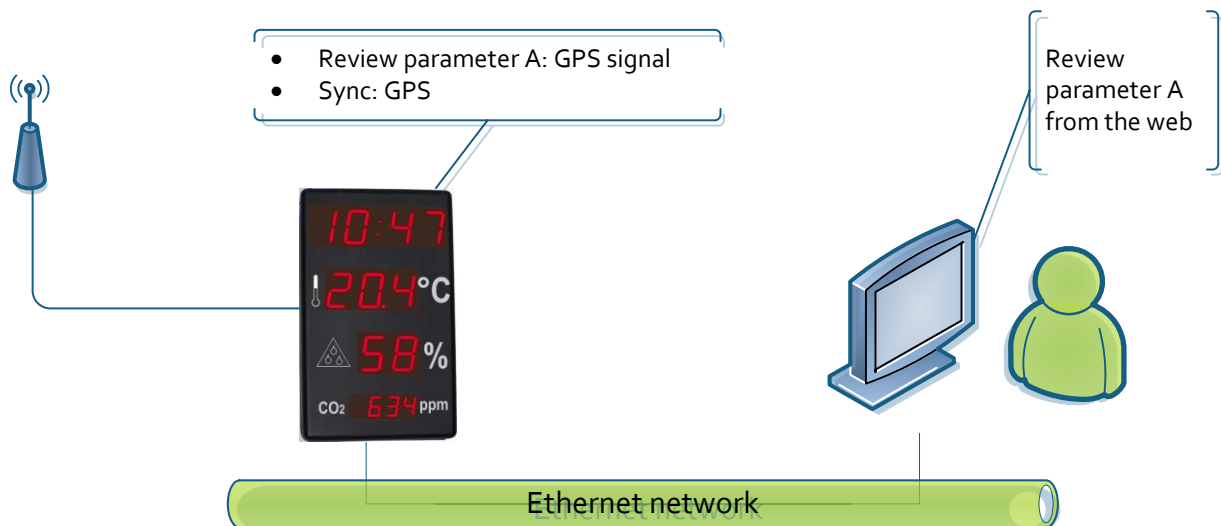 • Review parameter A: GPS signal
• Sync: GPS
Review
parameter A
from the web
10:47
20.4°C
58%
CO₂ 634 ppm
Ethernet network